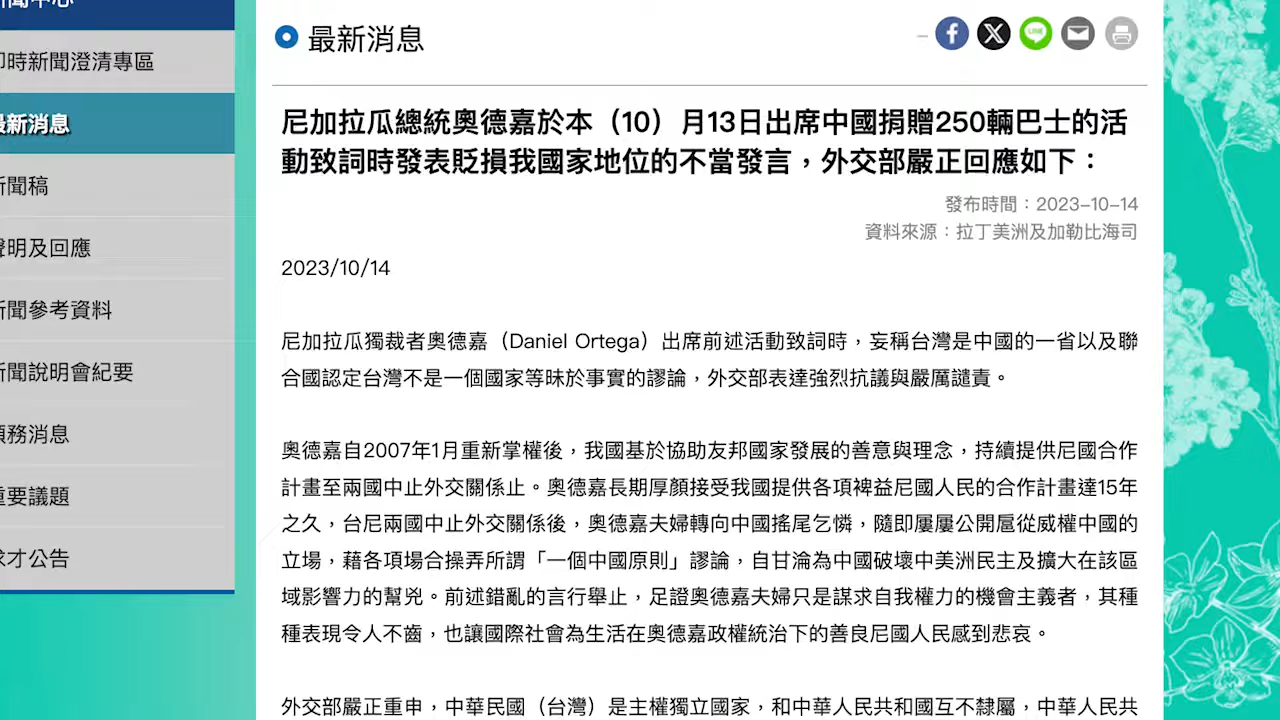 最新消息
LINE
尼加拉瓜總統奧德嘉於本（10）月13日出席中國捐贈250輛巴士的活
動致詞時發表貶損我國家地位的不當發言，外交部嚴正回應如下：
發布時間：2023-10-14
資料來源：拉丁美洲及加勒比海司
2023/10/14
尼加拉瓜獨裁者奧德嘉（Daniel Ortega）出席前述活動致詞時，妄稱台灣是中國的一省以及聯
合國認定台灣不是一個國家等昧於事實的謬論，外交部表達強烈抗議與嚴厲譴責。
奧德嘉自2007年1月重新掌權後，我國基於協助友邦國家發展的善意與理念，持續提供尼國合作
計畫至兩國中止外交關係止。奧德嘉長期厚顏接受我國提供各項裨益尼國人民的合作計畫達15年
之久，台尼兩國中止外交關係後，奧德嘉夫婦轉向中國搖尾乞憐，隨即屢屢公開扈從威權中國的
立場，藉各項場合操弄所謂「一個中國原則」謬論，自甘淪為中國破壞中美洲民主及擴大在該區
域影響力的幫兇。前述錯亂的言行舉止，足證奧德嘉夫婦只是謀求自我權力的機會主義者，其種
種表現令人不齒，也讓國際社會為生活在奧德嘉政權統治下的善良尼國人民感到悲哀。
外交部嚴正重申，中華民國（台灣）是主權獨立國家，和中華人民共和國互不隸屬，中華人民共
新聞中心
即時新聞澄清專區
最新消息
新聞稿
聲明及回應
新聞參考資料
新聞說明會紀要
領務消息
重要議題
求才公告